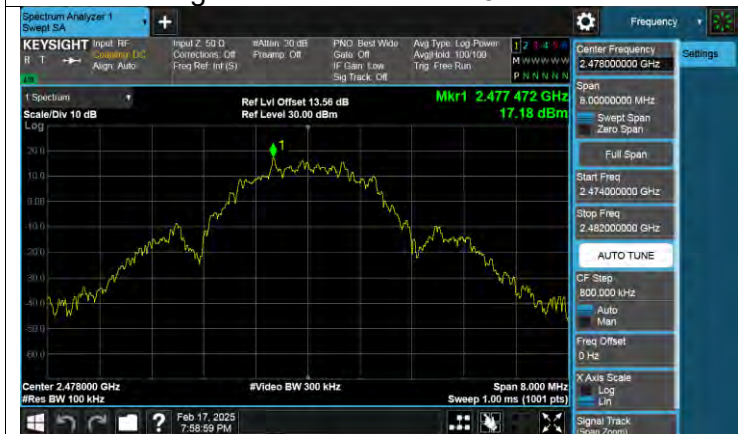 Spectrum Analyzer 1
Swept SA
Frequency
KEYSIGHT
R T
Input: RF
Coupling: DC
Align: Auto
Input Z: 50 Ω
Corrections: Off
Freq Ref: Int (S)
#Atten: 30 dB
Preamp: Off
PNO: Best Wide
Gate: Off
IF Gain: Low
Sig Track: Off
Avg Type: Log-Power
Avg|Hold: 100/100
Trig: Free Run
1 2 3 4 5 6
M W W W W W
P N N N N N
1 Spectrum
Scale/Div 10 dB
Log
Ref Lvl Offset 13.56 dB
Ref Level 30.00 dBm
Mkr1 2.477 472 GHz
17.18 dBm
1
20.0
10.0
0.00
-10.0
-20.0
-30.0
-40.0
-50.0
-60.0
Center 2.478000 GHz
#Res BW 100 kHz
#Video BW 300 kHz
Span 8.000 MHz
Sweep 1.00 ms (1001 pts)
Center Frequency
2.478000000 GHz
Settings
Span
8.00000000 MHz
Swept Span
Zero Span
Full Span
Start Freq
2.474000000 GHz
Stop Freq
2.482000000 GHz
AUTO TUNE
CF Step
800.000 kHz
Auto
Man
Freq Offset
0 Hz
X Axis Scale
Log
Lin
Signal Track
(Span Zoom)
?
Feb 17, 2025
7:58:59 PM